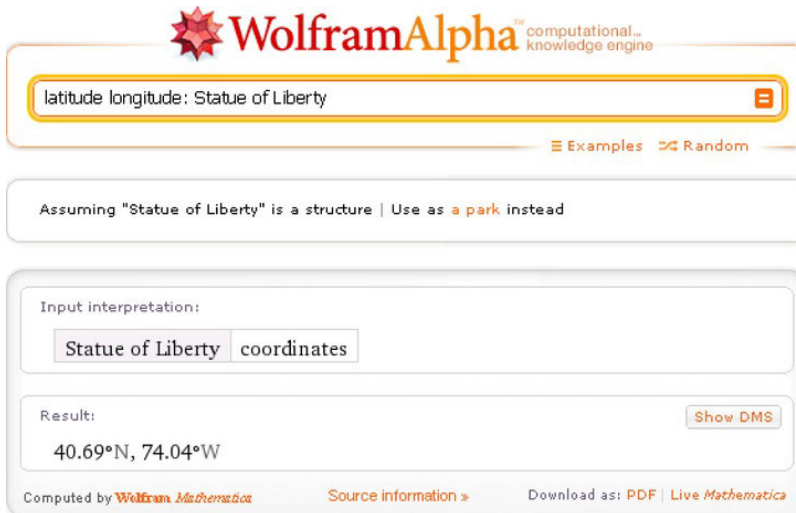 WolframAlpha™ computational...
knowledge engine
latitude longitude: Statue of Liberty
Examples Random
Assuming "Statue of Liberty" is a structure | Use as a park instead
Input interpretation:
Statue of Liberty coordinates
Result:
Show DMS
40.69°N, 74.04°W
Computed by Wolfram Mathematica Source information » Download as: PDF | Live Mathematica